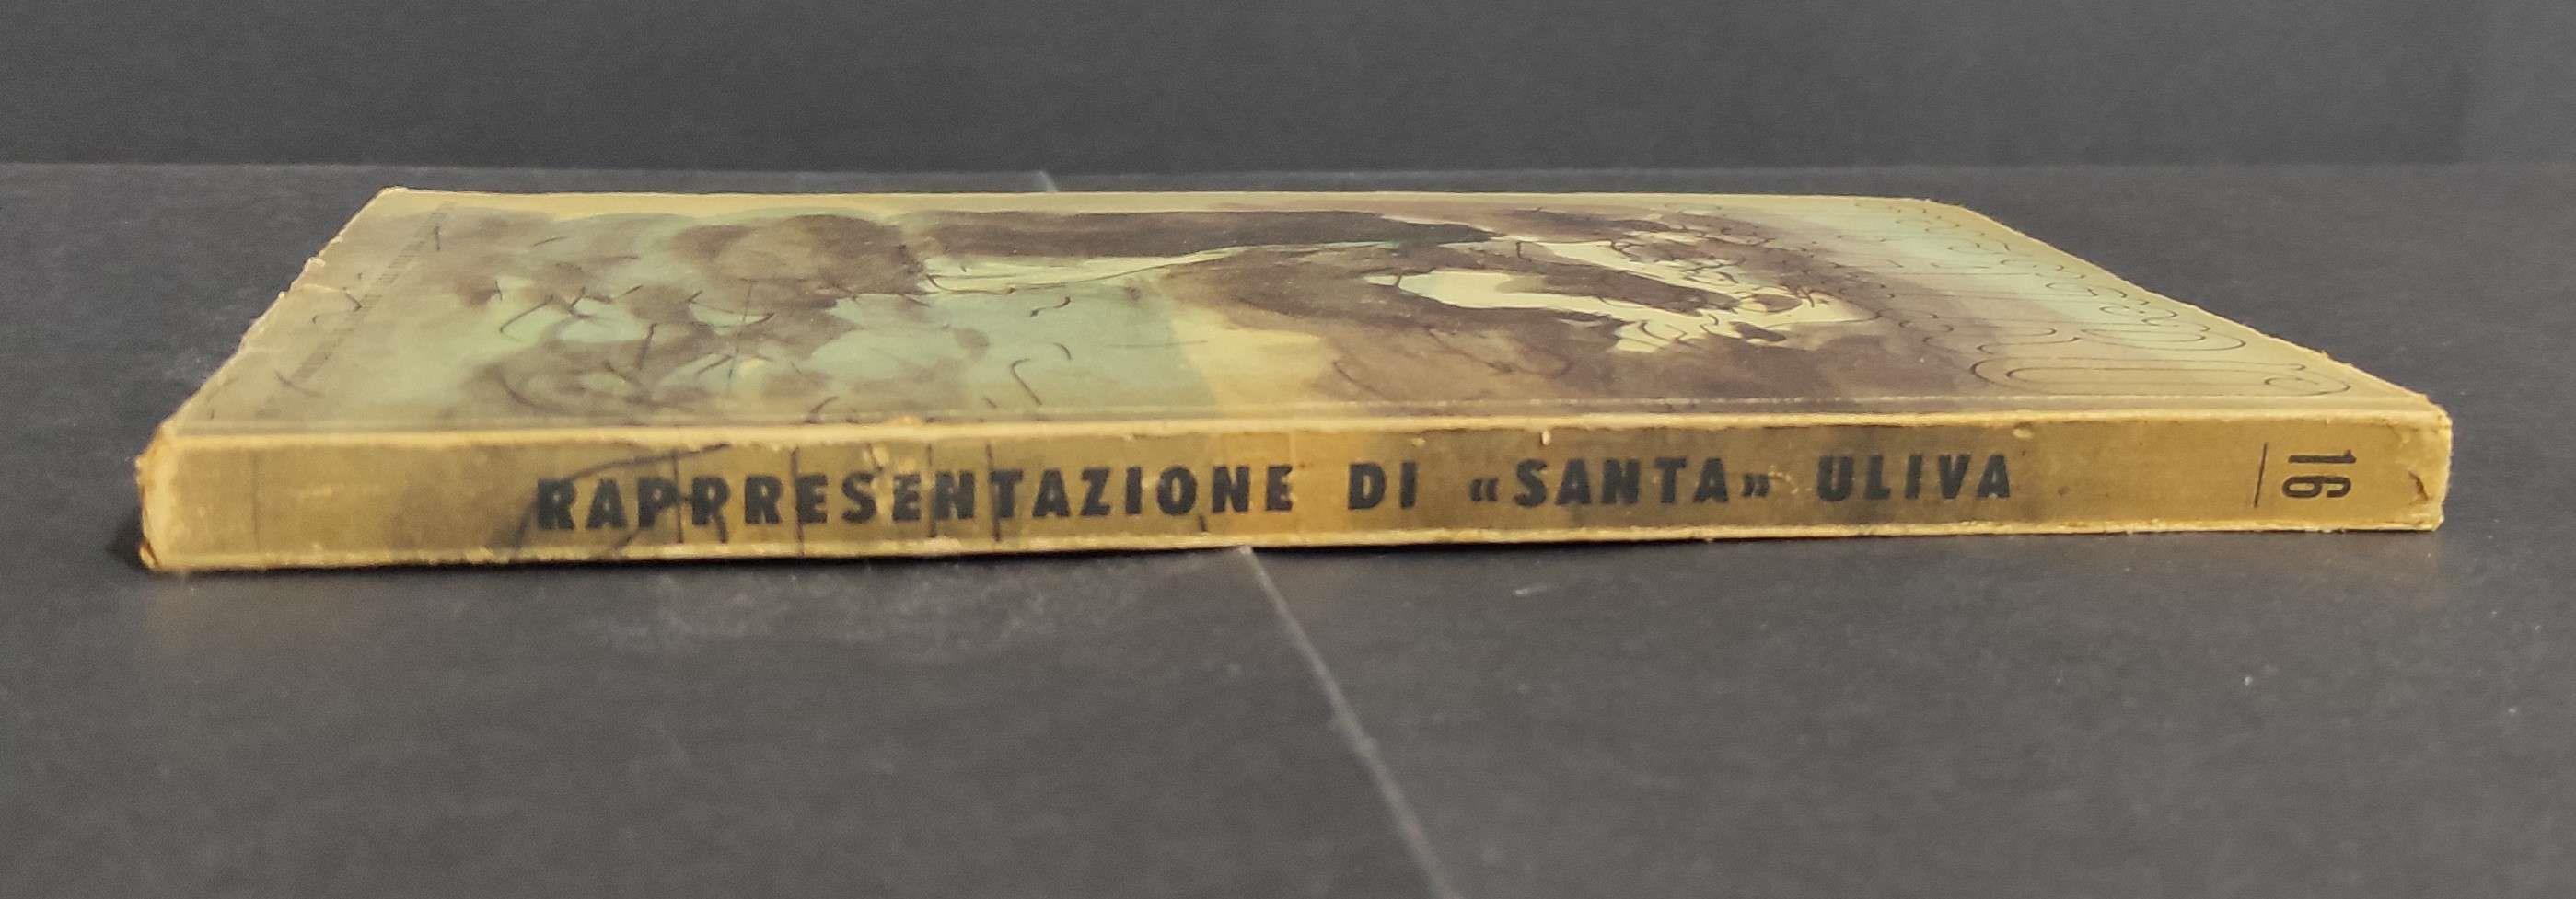 RAPPRESENTAZIONE DI «SANTA» ULIVA
16